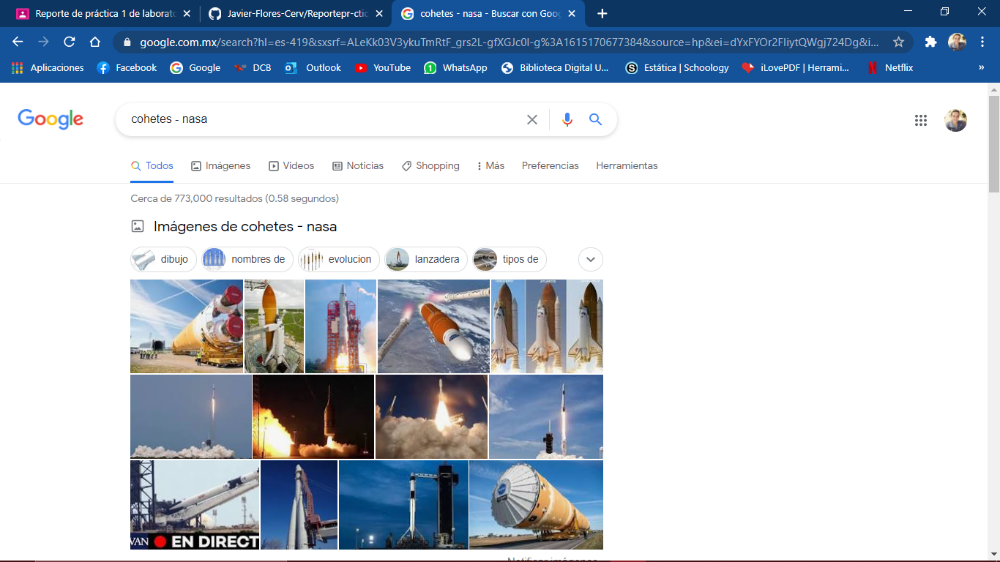 Reporte de práctica 1 de laborato
Javier-Flores-Cerv/Reportepr-ctic
cohetes - nasa - Buscar con Goog
google.com.mx/search?hl=es-419&sxsrf=ALeKk03V3ykuTmRtF_grs2L-gfXGJc0l-g%3A1615170677384&source=hp&ei=dYxFYOr2FIiytQWgj724Dg&i...
Aplicaciones Facebook Google DCB Outlook YouTube WhatsApp Biblioteca Digital U... Estática | Schoology iLovePDF | Herrami... Netflix »
Google
cohetes - nasa
Todos Imágenes Videos Noticias Shopping Más Preferencias Herramientas
Cerca de 773,000 resultados (0.58 segundos)
Imágenes de cohetes - nasa
dibujo nombres de evolucion lanzadera tipos de
ATLANTIS
VAN EN DIRECT
Notificar imágenes